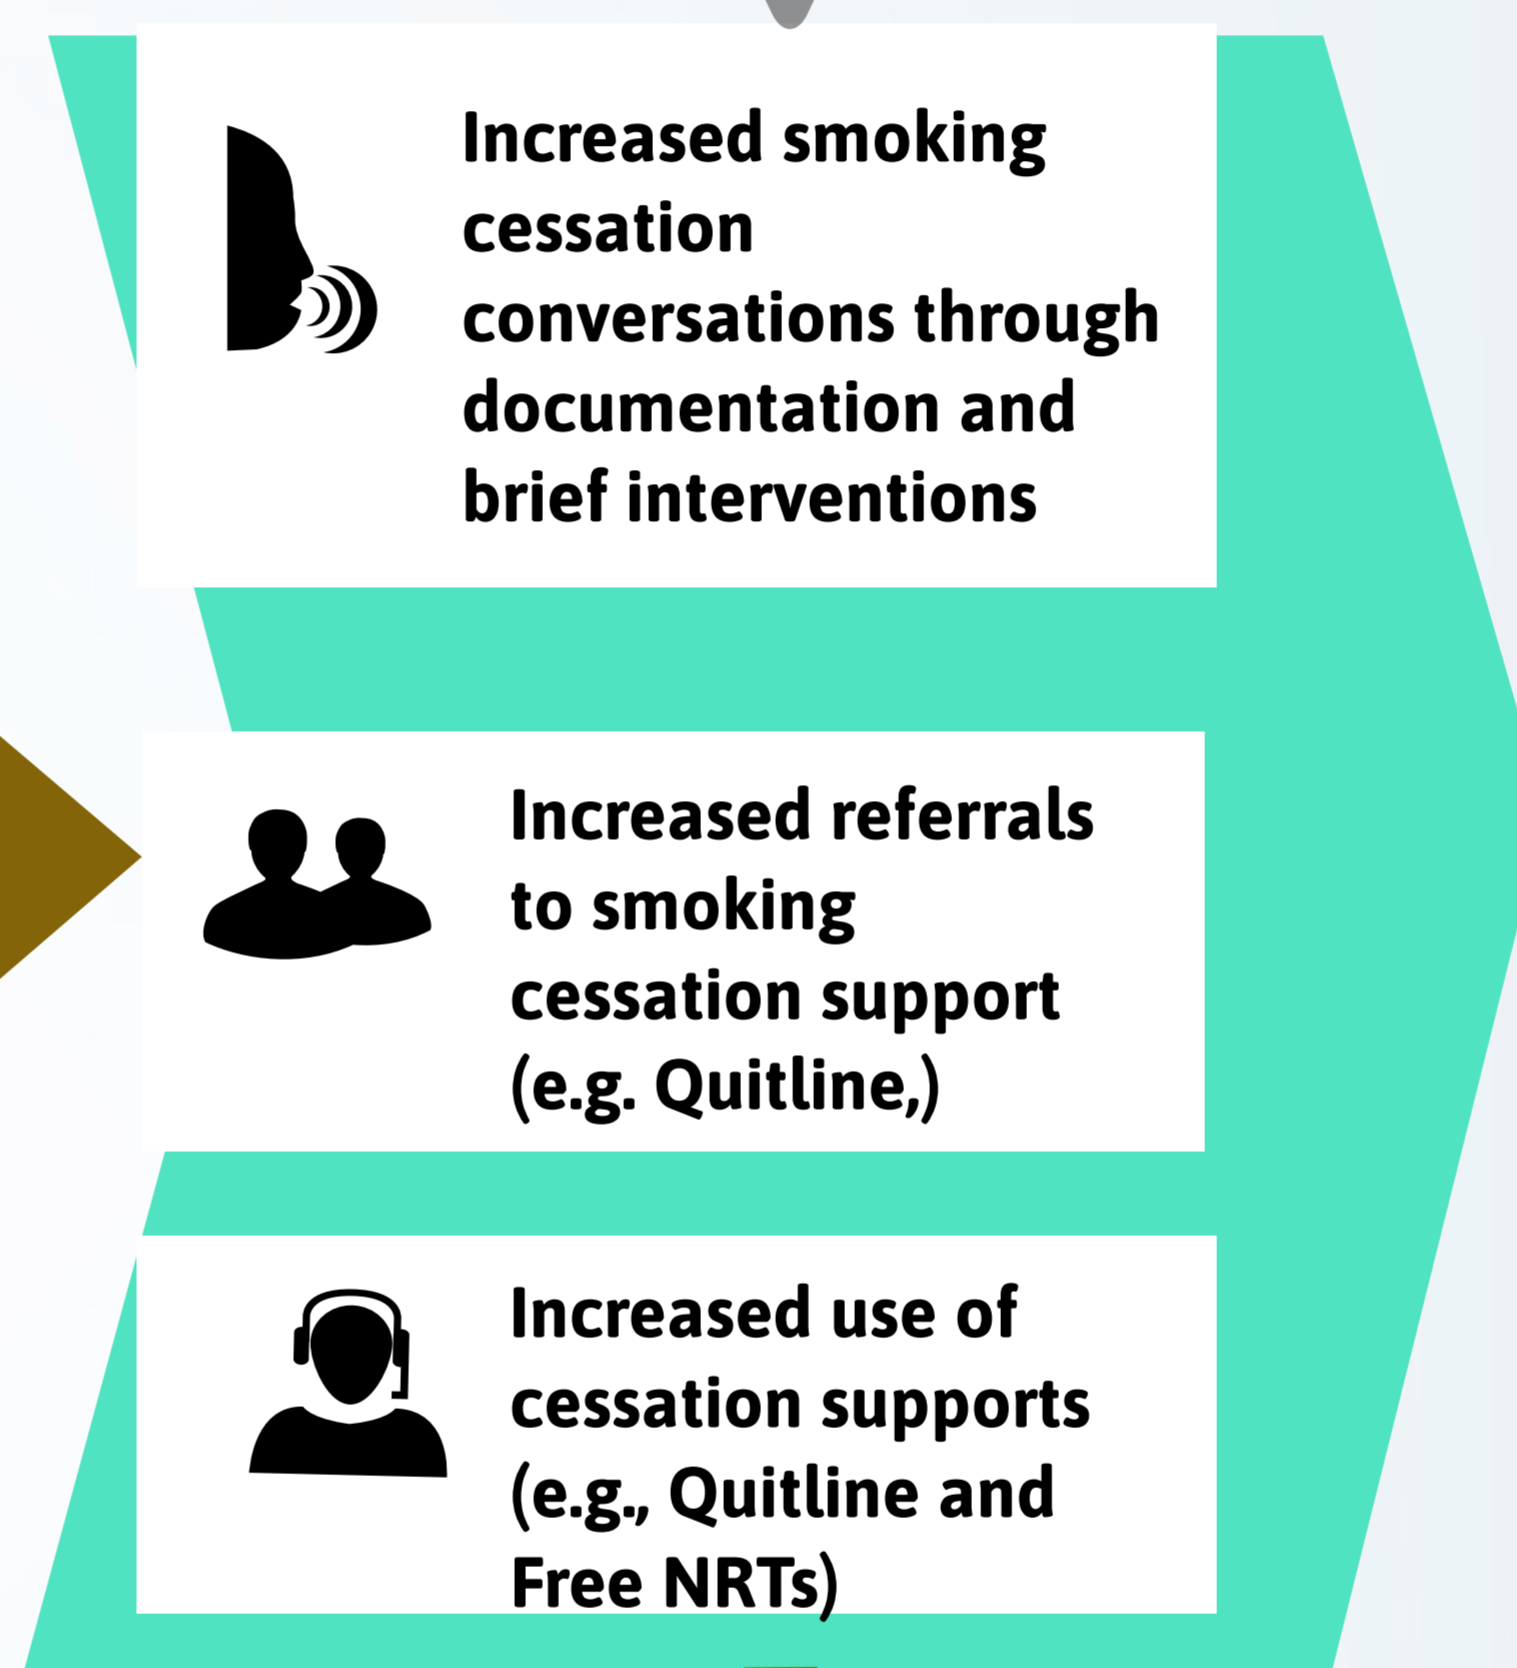 Increased smoking
cessation
conversations through
documentation and
brief interventions
Increased referrals
to smoking
cessation support
(e.g. Quitline,)
Increased use of
cessation supports
(e.g., Quitline and
Free NRTs)